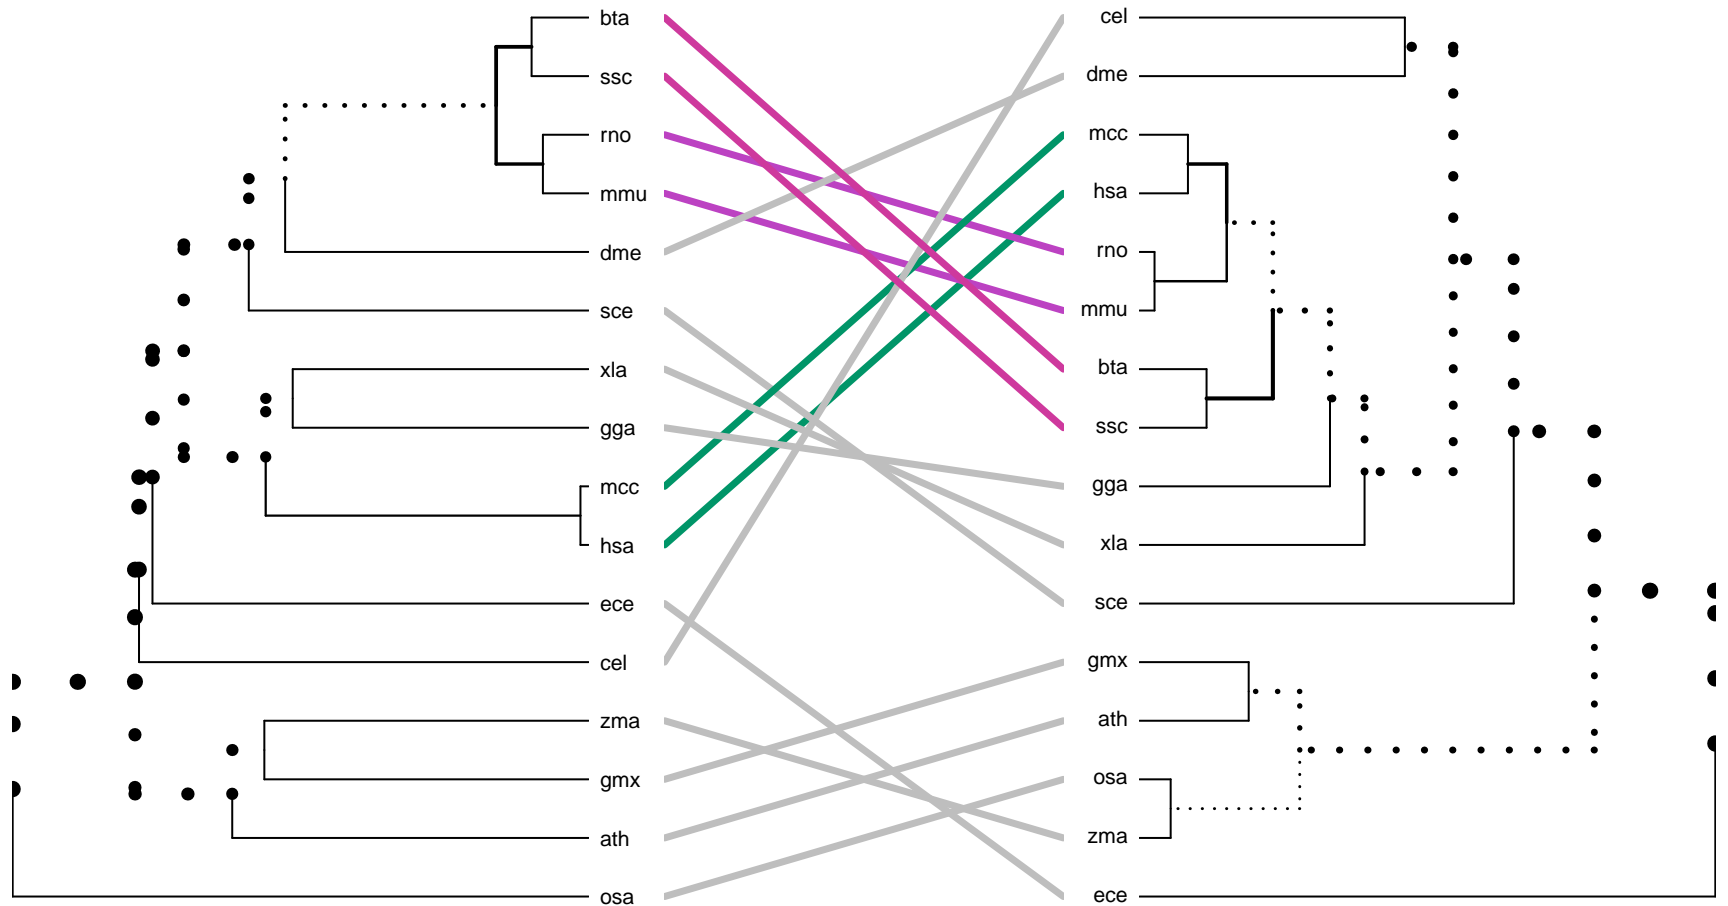 bta
ssc
rno
mmu
dme
sce
xla
gga
mcc
hsa
ece
cel
zma
gmx
ath
osa
cel
dme
mcc
hsa
rno
mmu
bta
ssc
gga
xla
sce
gmx
ath
osa
zma
ece